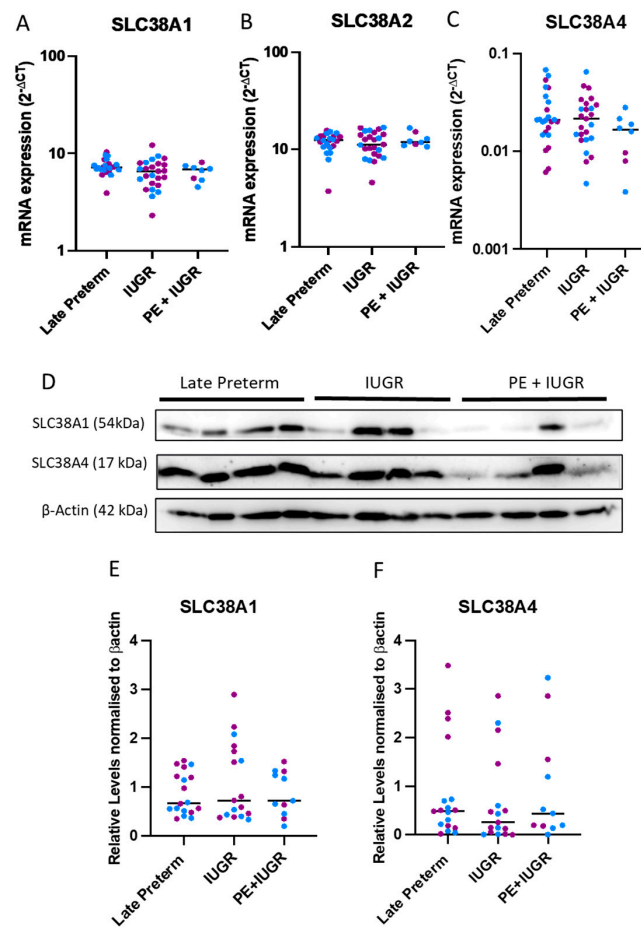 A
SLC38A1
mRNA expression (2-ΔCT)
100
10
1
Late Preterm
IUGR
PE + IUGR
B
SLC38A2
mRNA expression (2-ΔCT)
100
10
1
Late Preterm
IUGR
PE + IUGR
C
SLC38A4
mRNA expression (2-ΔCT)
0.1
0.01
0.001
Late Preterm
IUGR
PE + IUGR
D
Late Preterm
IUGR
PE + IUGR
SLC38A1 (54kDa)
SLC38A4 (17 kDa)
β-Actin (42 kDa)
E
SLC38A1
Relative Levels normalised to βactin
4
3
2
1
0
Late Preterm
IUGR
PE+IUGR
F
SLC38A4
Relative Levels normalised to βactin
4
3
2
1
0
Late Preterm
IUGR
PE+IUGR